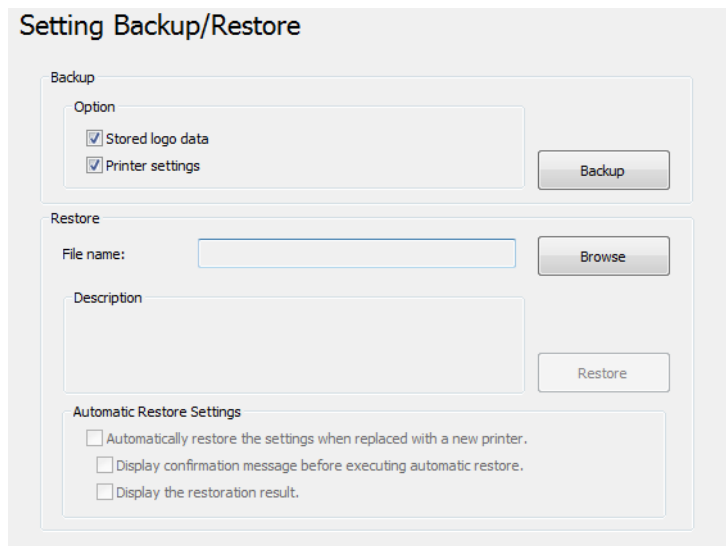 Setting Backup/Restore
Backup
Option
Stored logo data
Printer settings
Backup
Restore
File name:
Browse
Description
Restore
Automatic Restore Settings
Automatically restore the settings when replaced with a new printer.
Display confirmation message before executing automatic restore.
Display the restoration result.